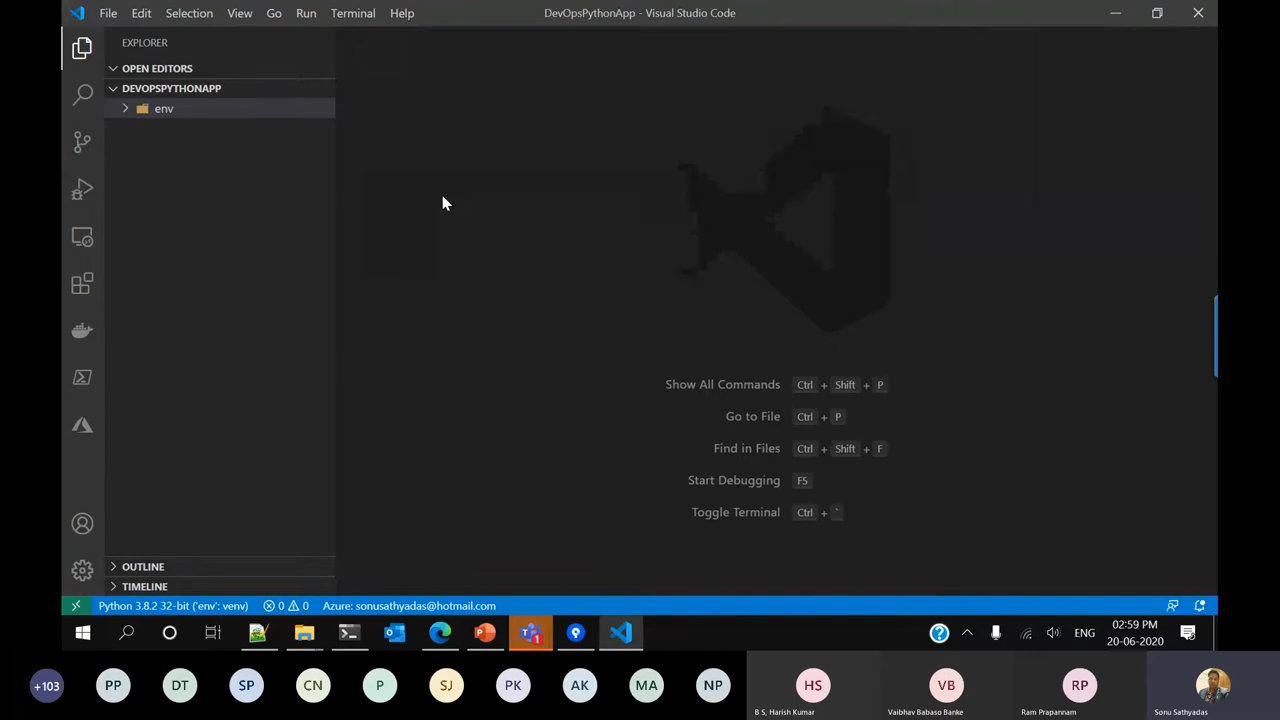 File Edit Selection View Go Run Terminal Help
DevOpsPythonApp - Visual Studio Code
EXPLORER
OPEN EDITORS
DEVOPSPYTHONAPP
env
Show All Commands Ctrl + Shift + P
Go to File Ctrl + P
Find in Files Ctrl + Shift + F
Start Debugging F5
Toggle Terminal Ctrl + `
OUTLINE
TIMELINE
Python 3.8.2 32-bit ('env': venv) 0 0 Azure: sonusathyadas@hotmail.com
1
ENG
02:59 PM
20-06-2020
+103 PP DT SP CN P SJ PK AK MA NP HS VB RP
B S, Harish Kumar Vaibhav Babaso Banke Ram Prapannam Sonu Sathyadas